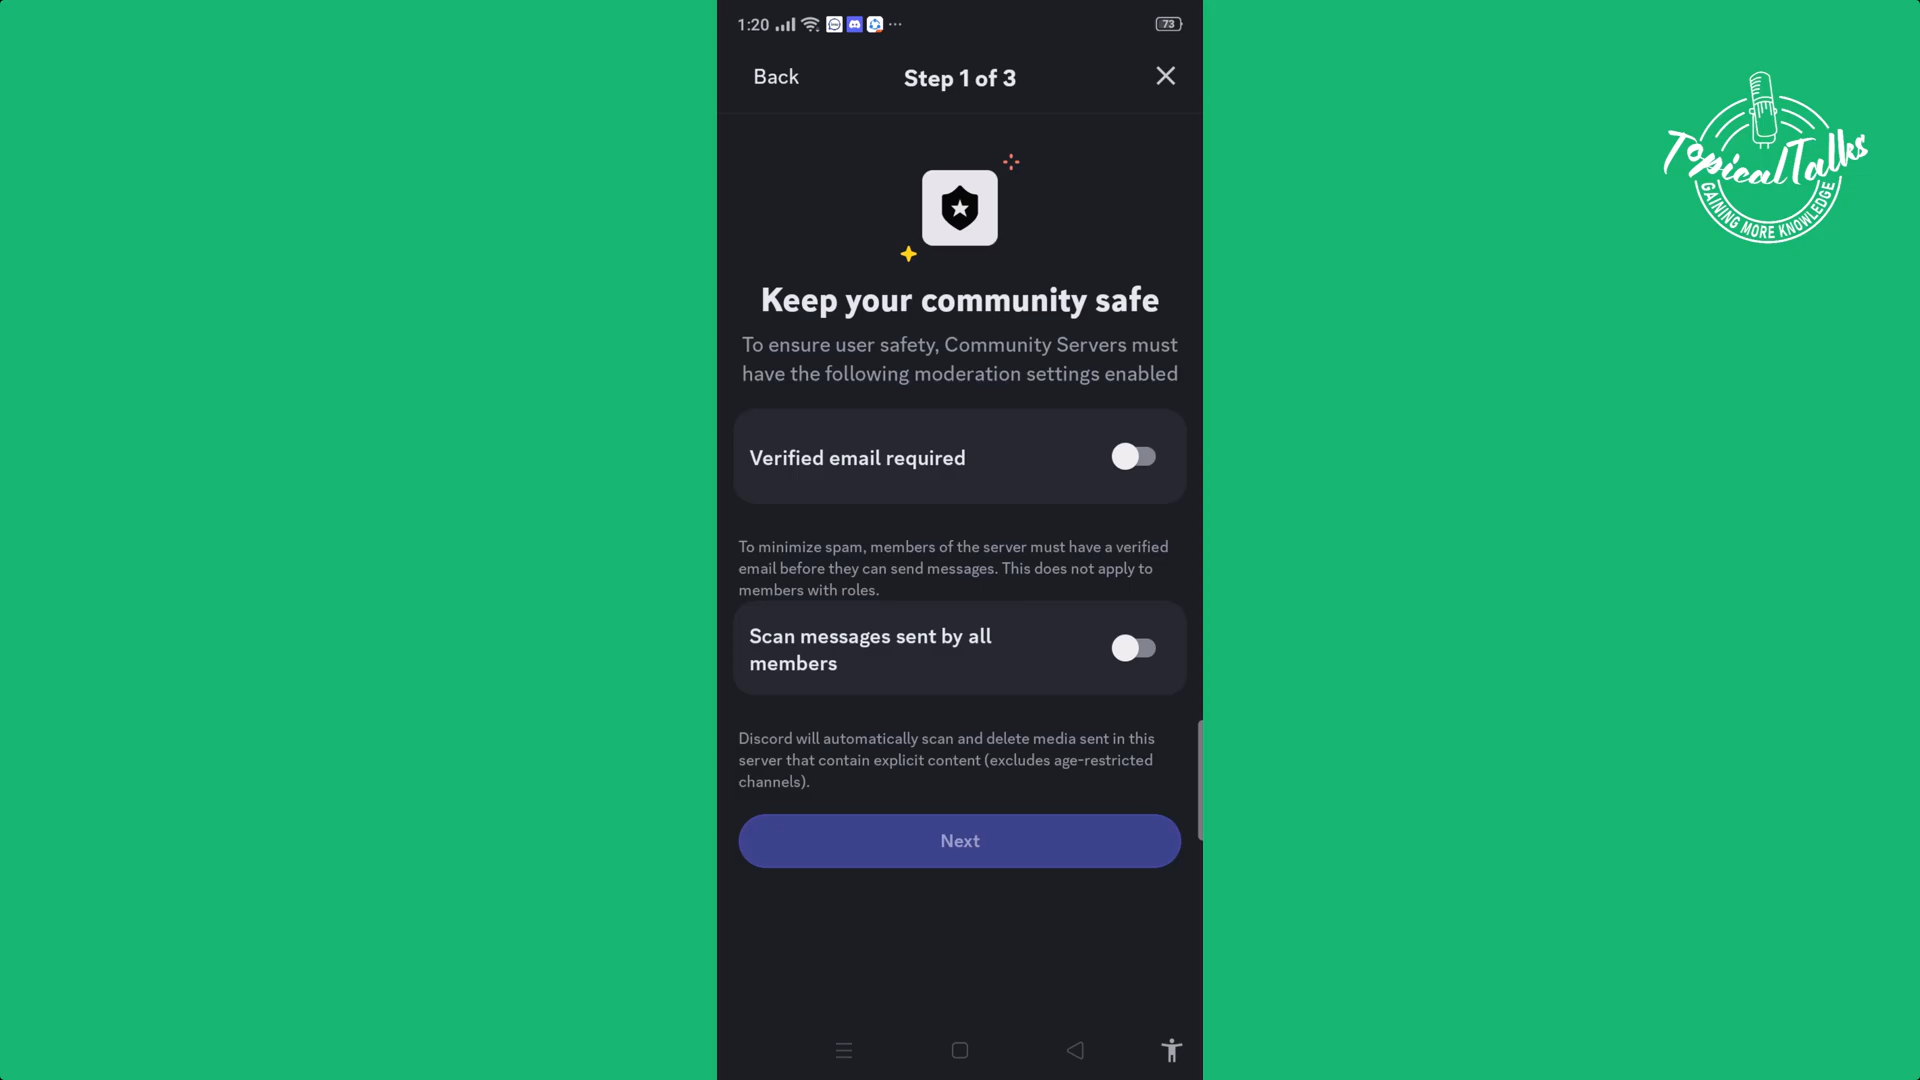 1:20
73
Back
Step 1 of 3
Keep your community safe
To ensure user safety, Community Servers must
have the following moderation settings enabled
Verified email required
To minimize spam, members of the server must have a verified
email before they can send messages. This does not apply to
members with roles.
Scan messages sent by all
members
Discord will automatically scan and delete media sent in this
server that contain explicit content (excludes age-restricted
channels).
Next
Topical Talks
GAINING MORE KNOWLEDGE